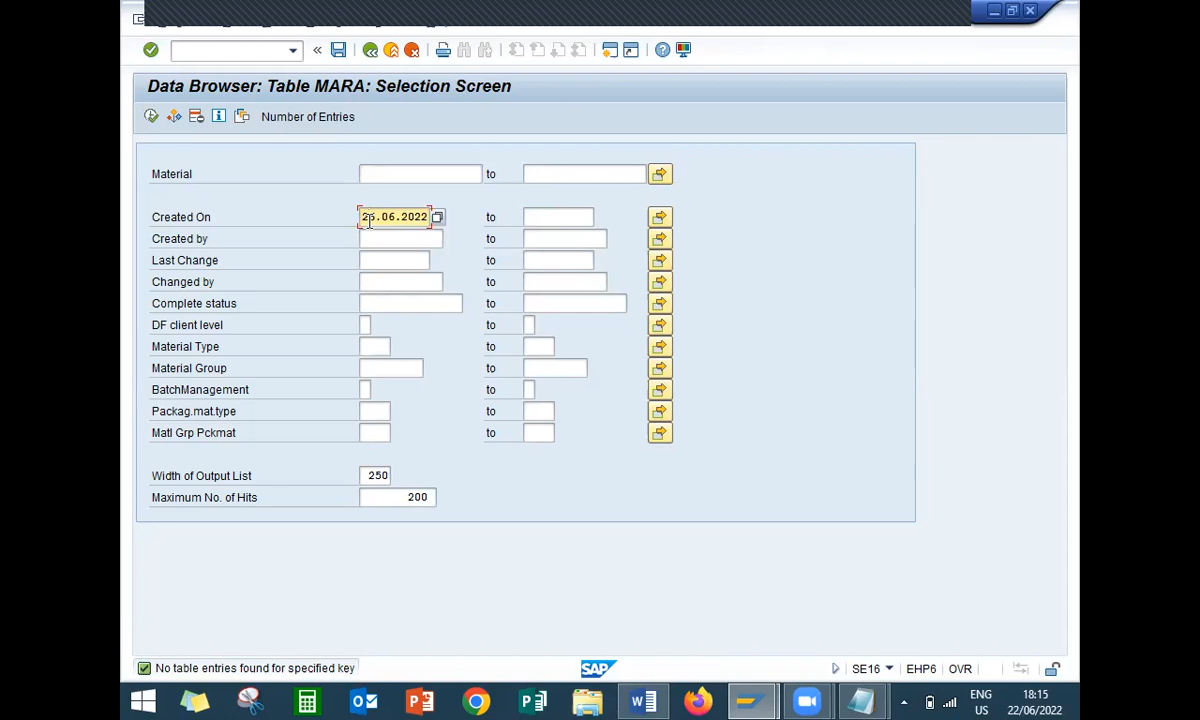 Data Browser: Table MARA: Selection Screen
Number of Entries
Material to
Created On 26.06.2022 to
Created by to
Last Change to
Changed by to
Complete status to
DF client level to
Material Type to
Material Group to
BatchManagement to
Packag.mat.type to
Matl Grp Pckmat to
Width of Output List 250
Maximum No. of Hits 200
No table entries found for specified key
SAP
SE16
EHP6
OVR
ENG
US
18:15
22/06/2022